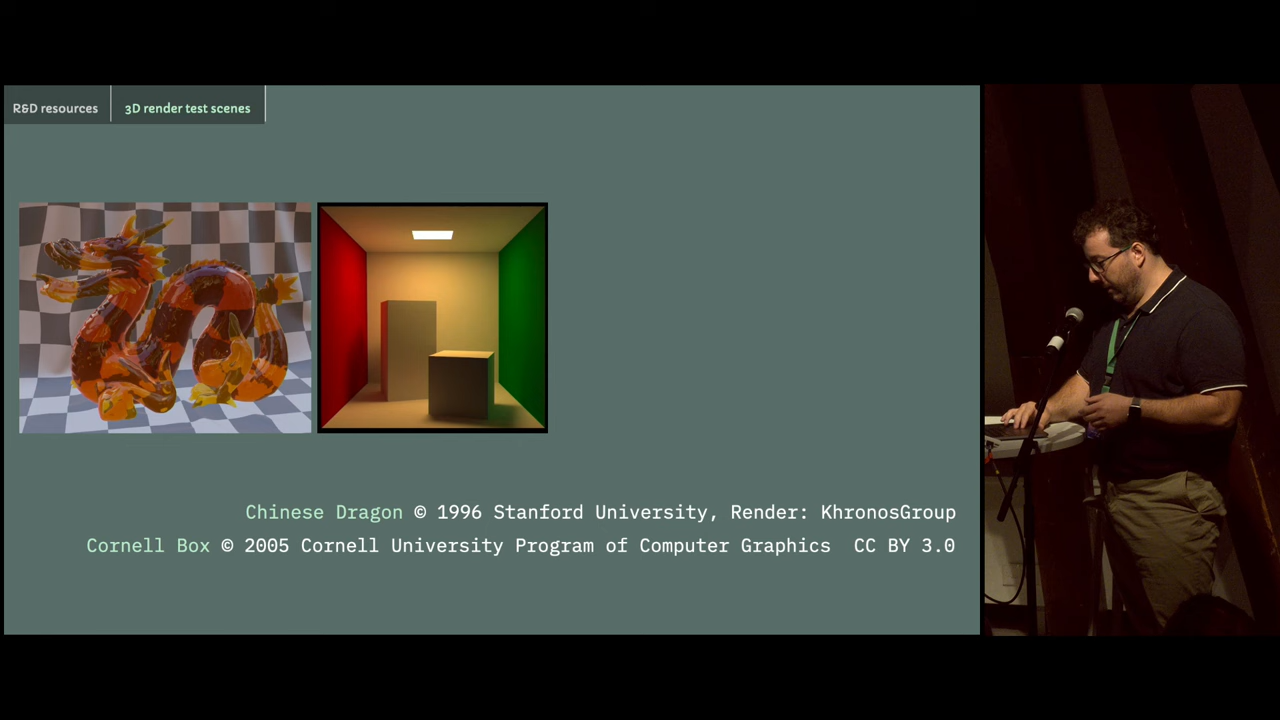 R&D resources
3D render test scenes
Chinese Dragon © 1996 Stanford University, Render: KhronosGroup
Cornell Box © 2005 Cornell University Program of Computer Graphics CC BY 3.0